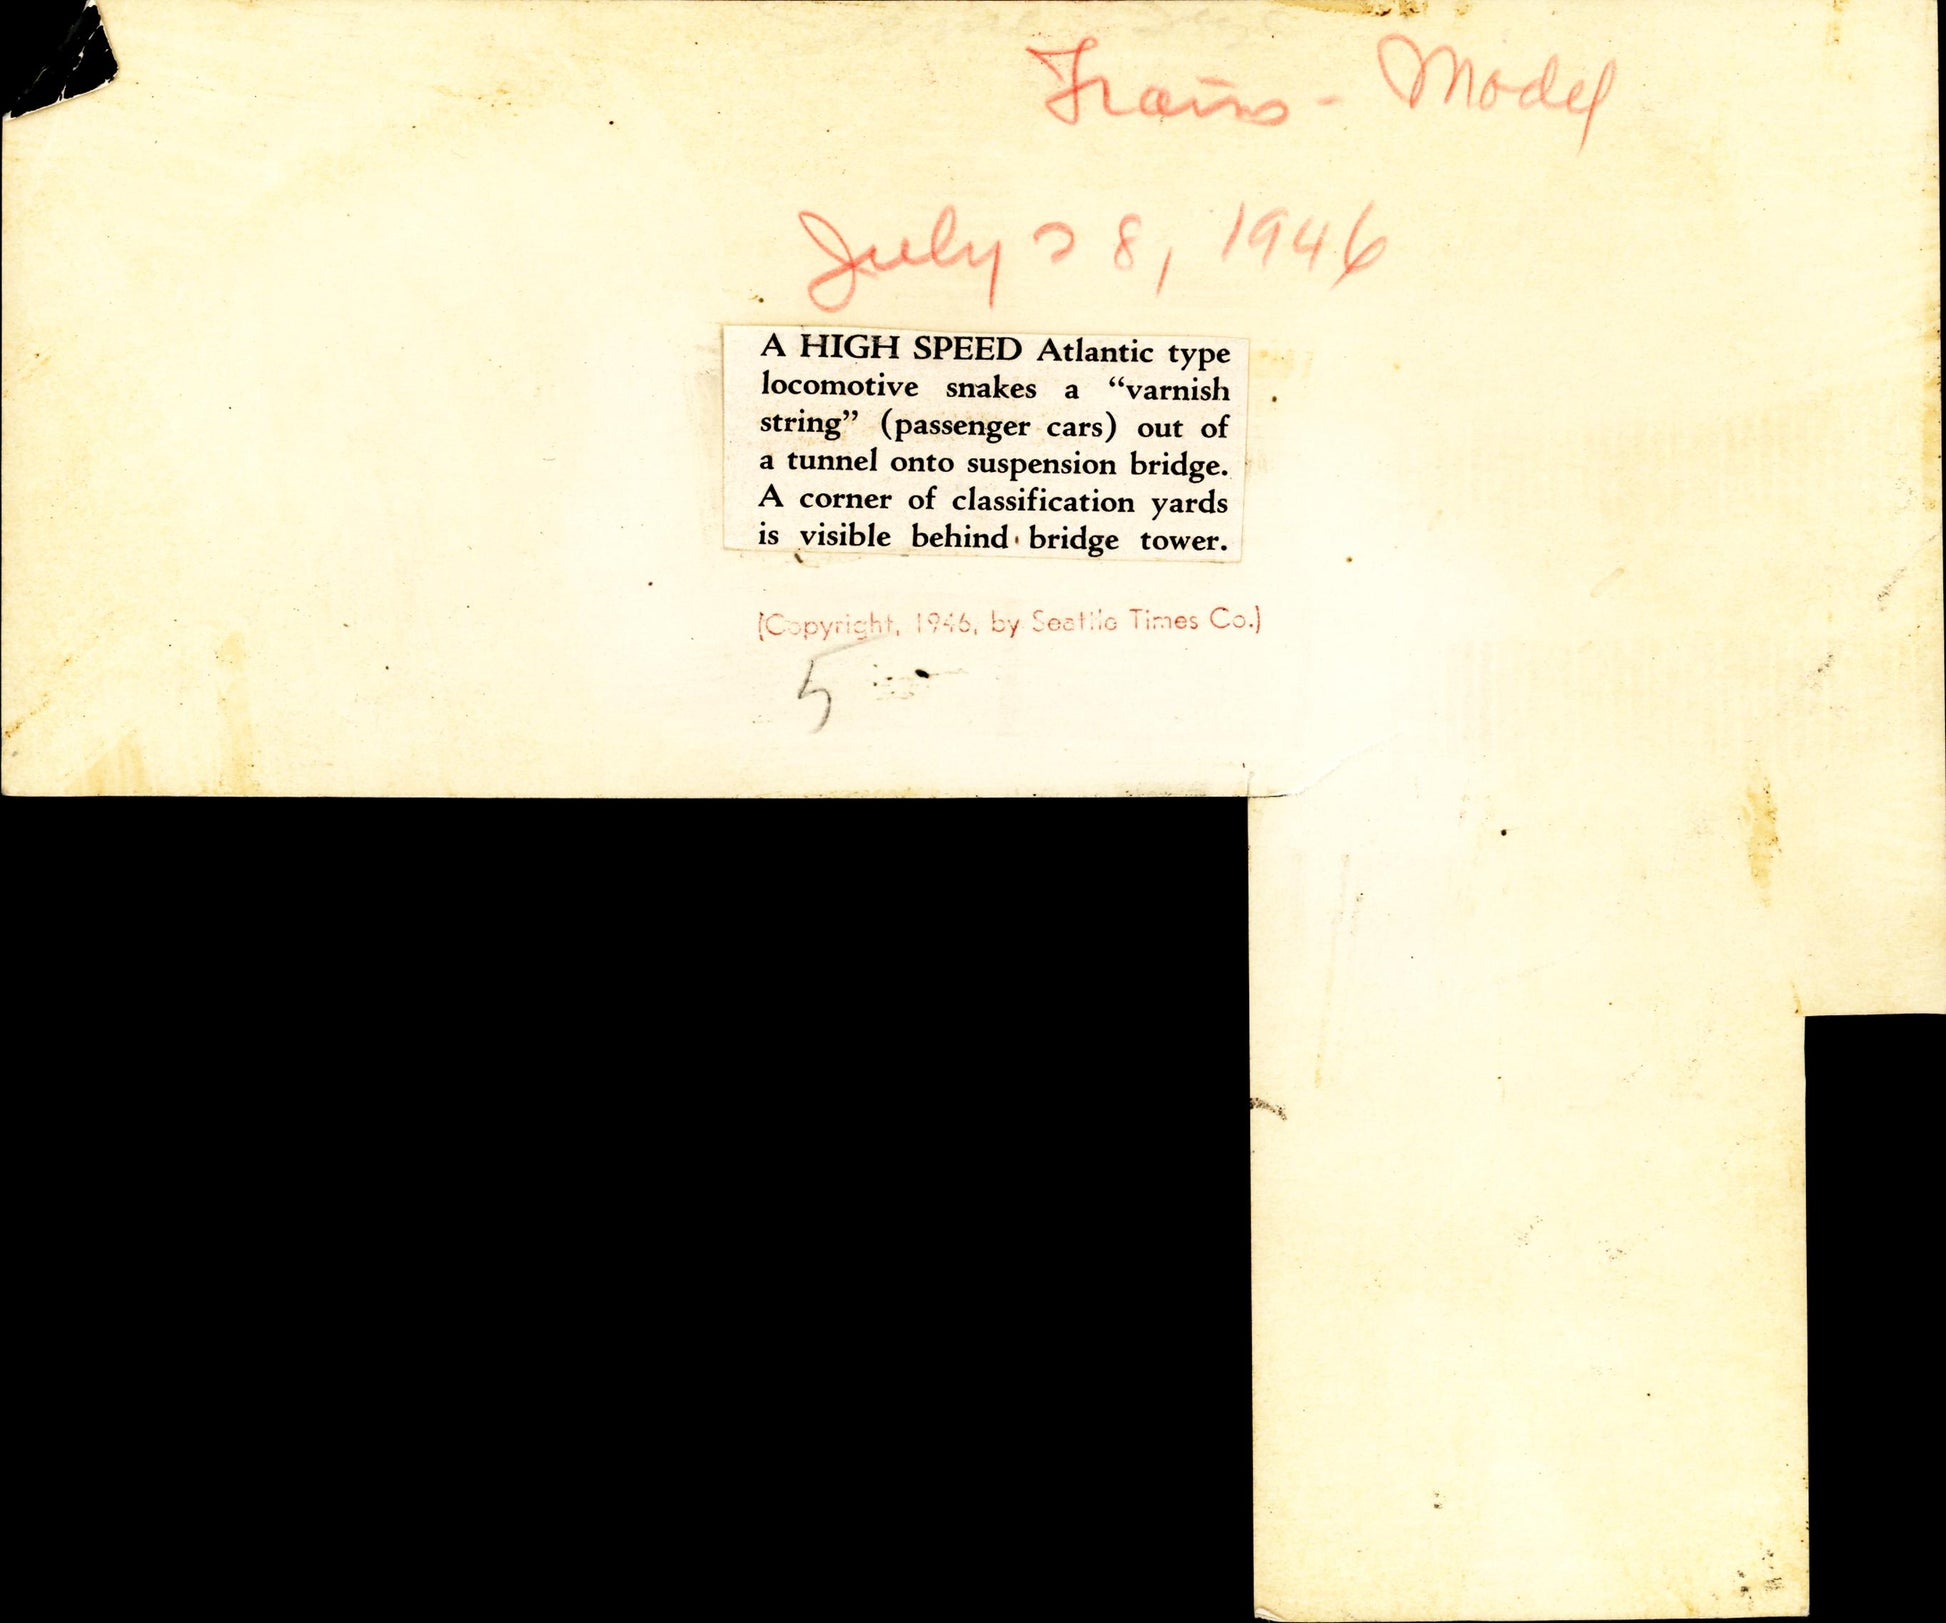 Trains - Model
July 28, 1946
A HIGH SPEED Atlantic type
locomotive snakes a “varnish
string” (passenger cars) out of
a tunnel onto suspension bridge.
A corner of classification yards
is visible behind bridge tower.
(Copyright, 1946, by Seattle Times Co.)
5